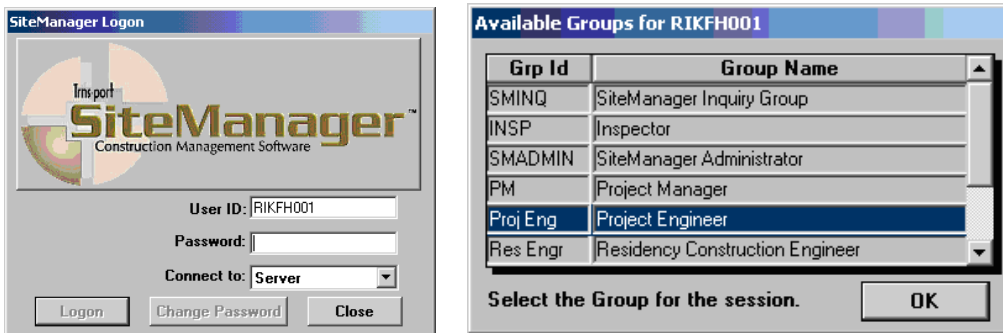 SiteManager Logon
Trns•port
SiteManager™
Construction Management Software
User ID: RIKFH001
Password:
Connect to: Server
Logon Change Password Close
Available Groups for RIKFH001
Grp Id Group Name
SMINQ SiteManager Inquiry Group
INSP Inspector
SMADMIN SiteManager Administrator
PM Project Manager
Proj Eng Project Engineer
Res Engr Residency Construction Engineer
Select the Group for the session. OK